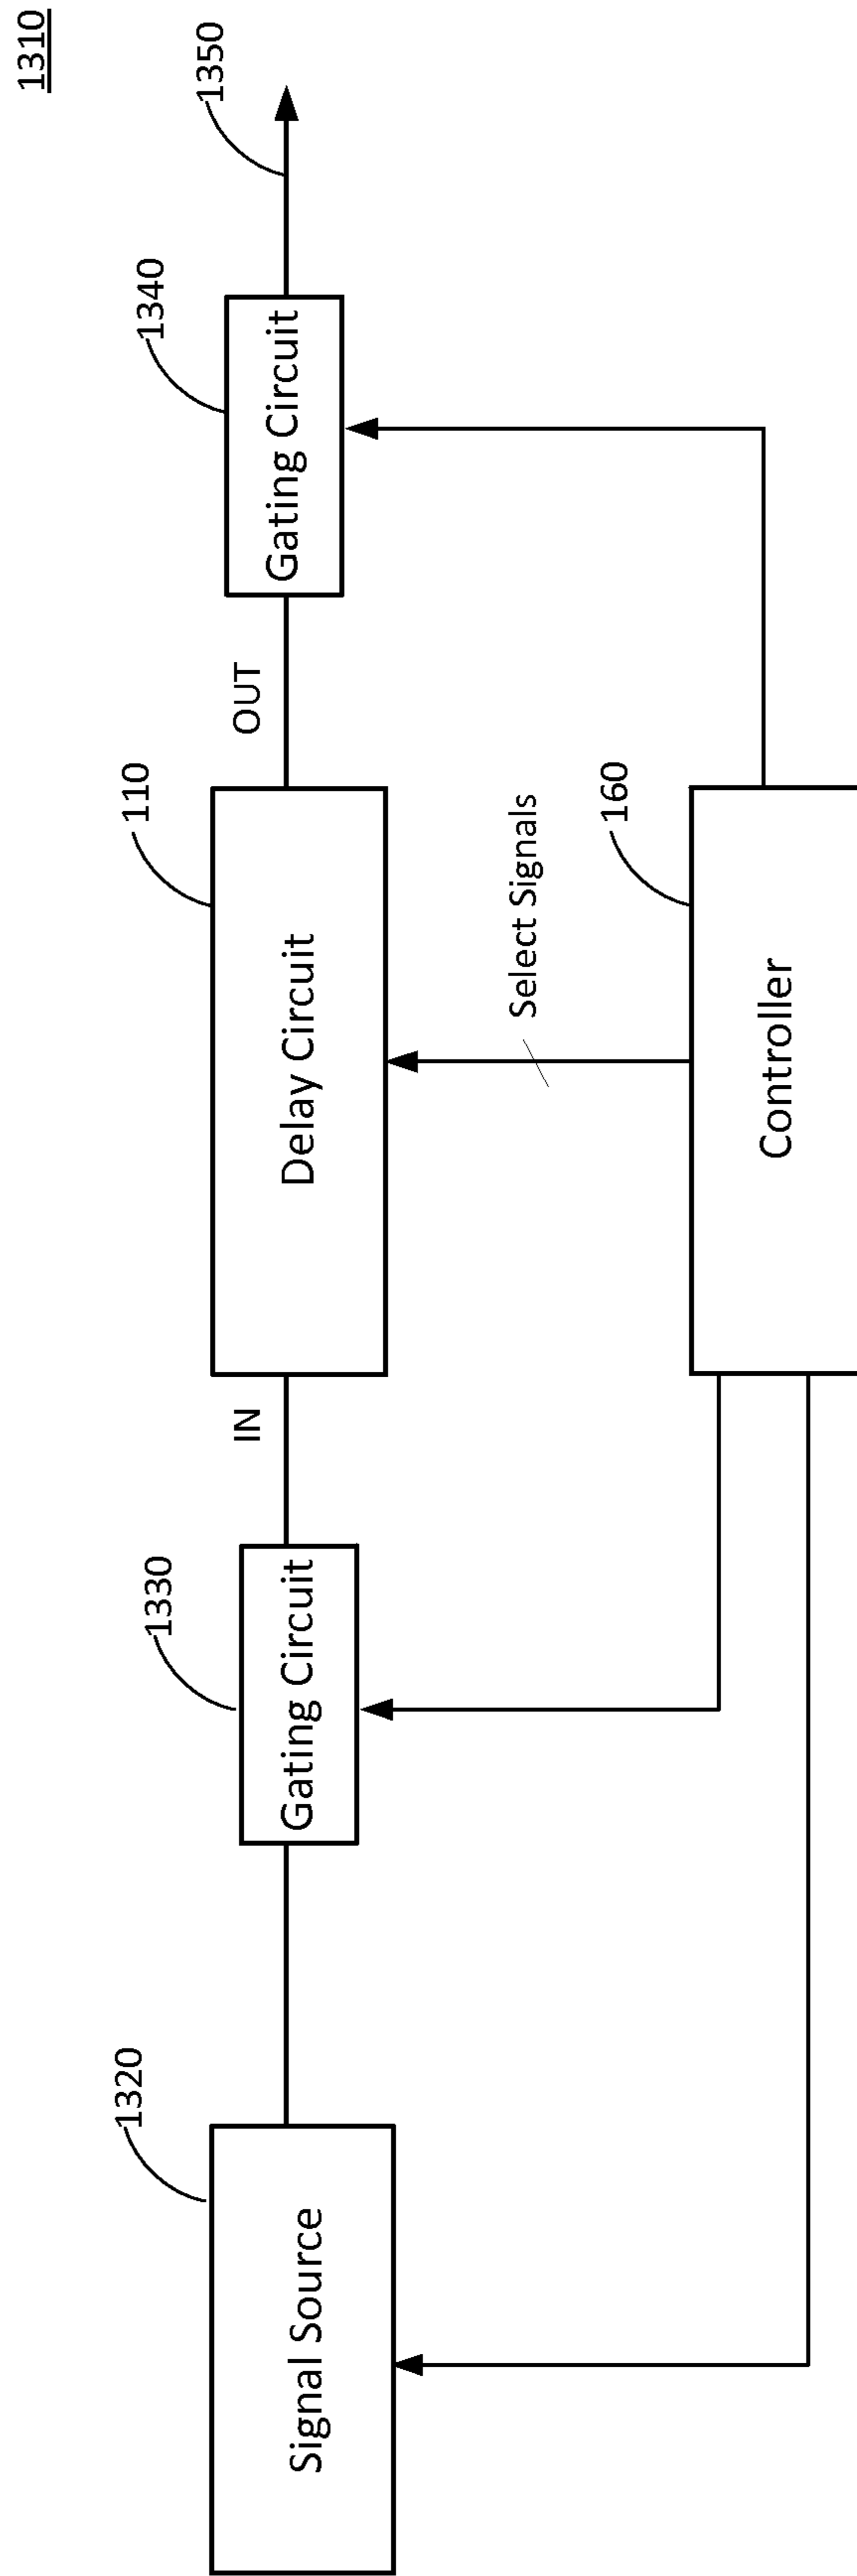 1310
1320
1330
110
1340
1350
Signal Source
Gating Circuit
IN
Delay Circuit
OUT
Gating Circuit
Select Signals
160
Controller